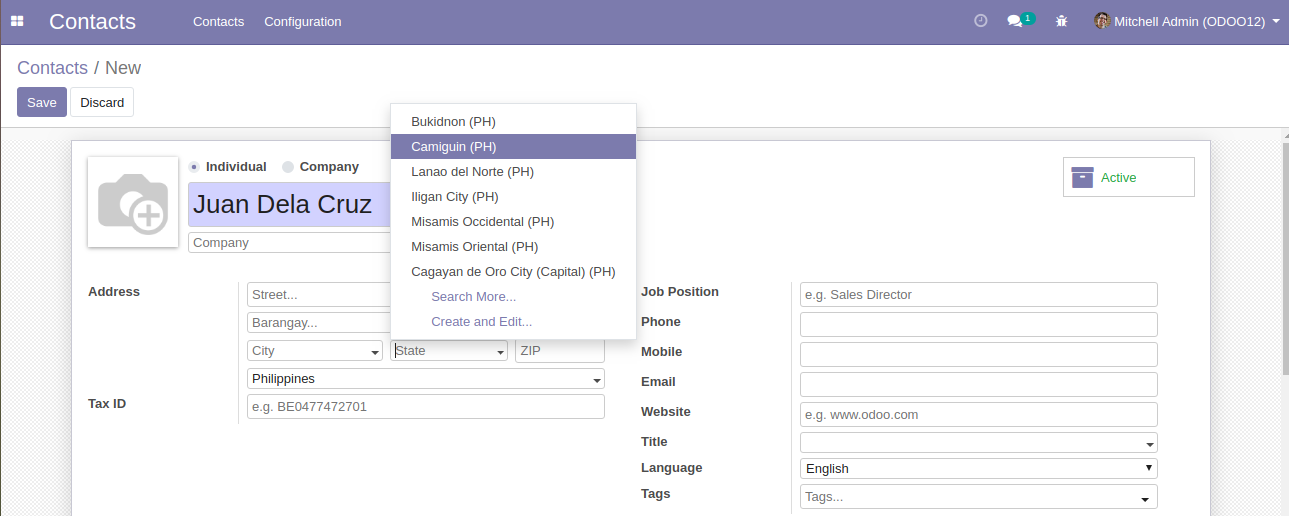 Contacts Contacts Configuration 1 Mitchell Admin (ODOO12)
Contacts / New
Save Discard
Bukidnon (PH)
Camiguin (PH)
Lanao del Norte (PH)
Iligan City (PH)
Misamis Occidental (PH)
Misamis Oriental (PH)
Cagayan de Oro City (Capital) (PH)
Search More...
Create and Edit...
Individual Company
Active
Juan Dela Cruz
Company
Address
Street...
Barangay...
City State ZIP
Philippines
Tax ID e.g. BE0477472701
Job Position e.g. Sales Director
Phone
Mobile
Email
Website e.g. www.odoo.com
Title
Language English
Tags Tags...